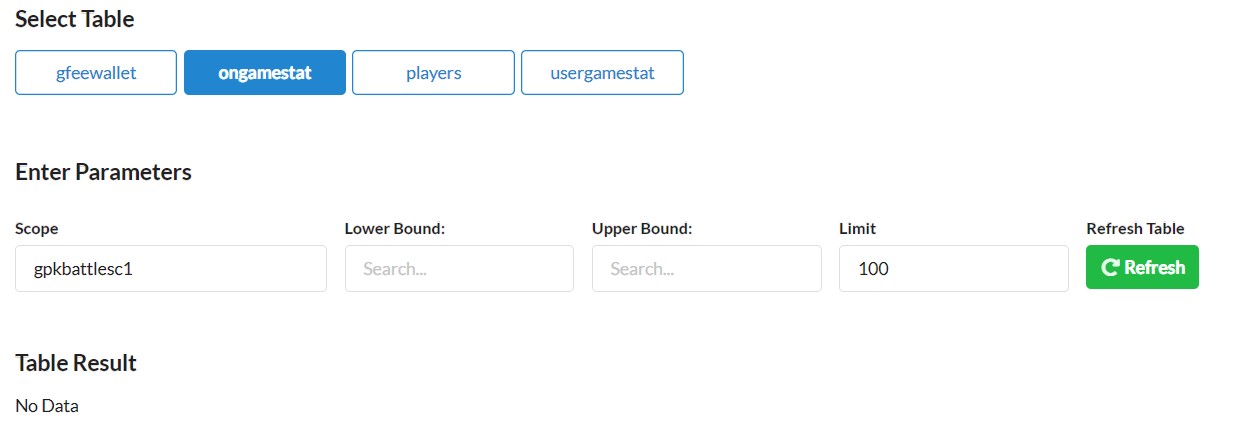 Select Table
gfeewallet ongamestat players usergamestat
Enter Parameters
Scope Lower Bound: Upper Bound: Limit Refresh Table
gpkbattlesc1 Search... Search... 100 Refresh
Table Result
No Data